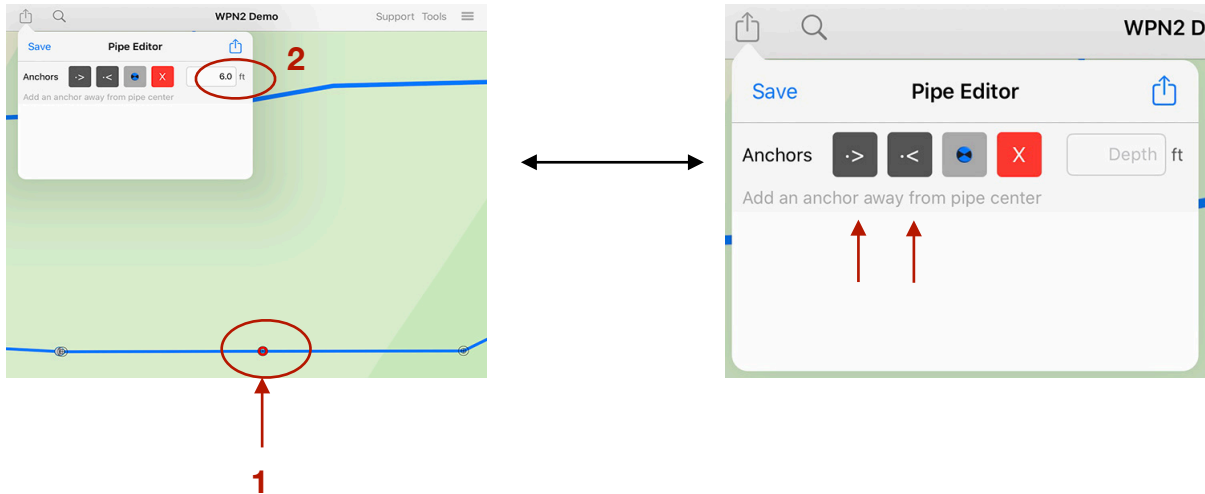 WPN2 Demo
Support Tools
Save
Pipe Editor
Anchors
·>
·<
X
6.0 ft
Add an anchor away from pipe center
2
1
WPN2 D
Save
Pipe Editor
Anchors
·>
·<
X
Depth ft
Add an anchor away from pipe center